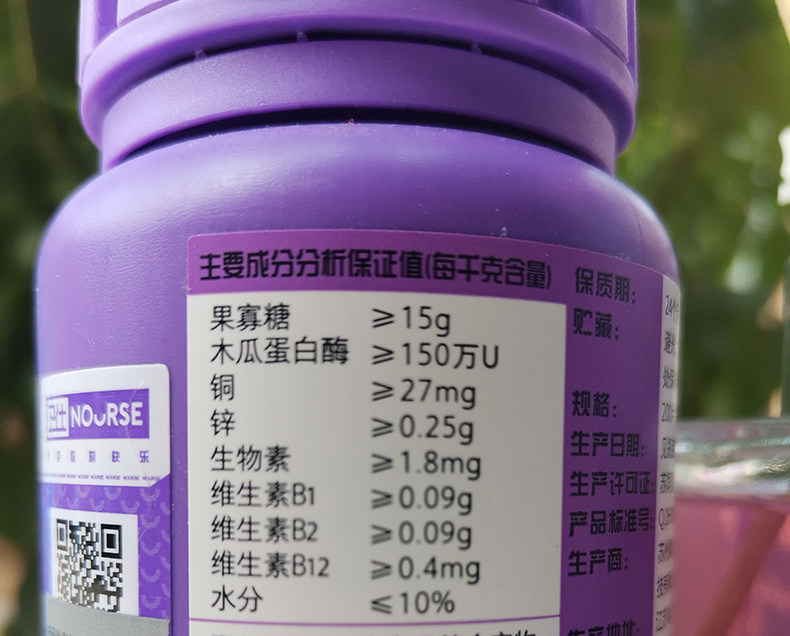 主要成分分析保证值(每千克含量)
果寡糖 ≥15g
木瓜蛋白酶 ≥150万U
铜 ≥27mg
锌 ≥0.25g
生物素 ≥1.8mg
维生素B1 ≥0.09g
维生素B2 ≥0.09g
维生素B12 ≥0.4mg
水分 ≤10%
保质期：
贮藏：
规格：
生产日期：
生产许可证：
产品标准号：
生产商：
生产地址：
NOURSE